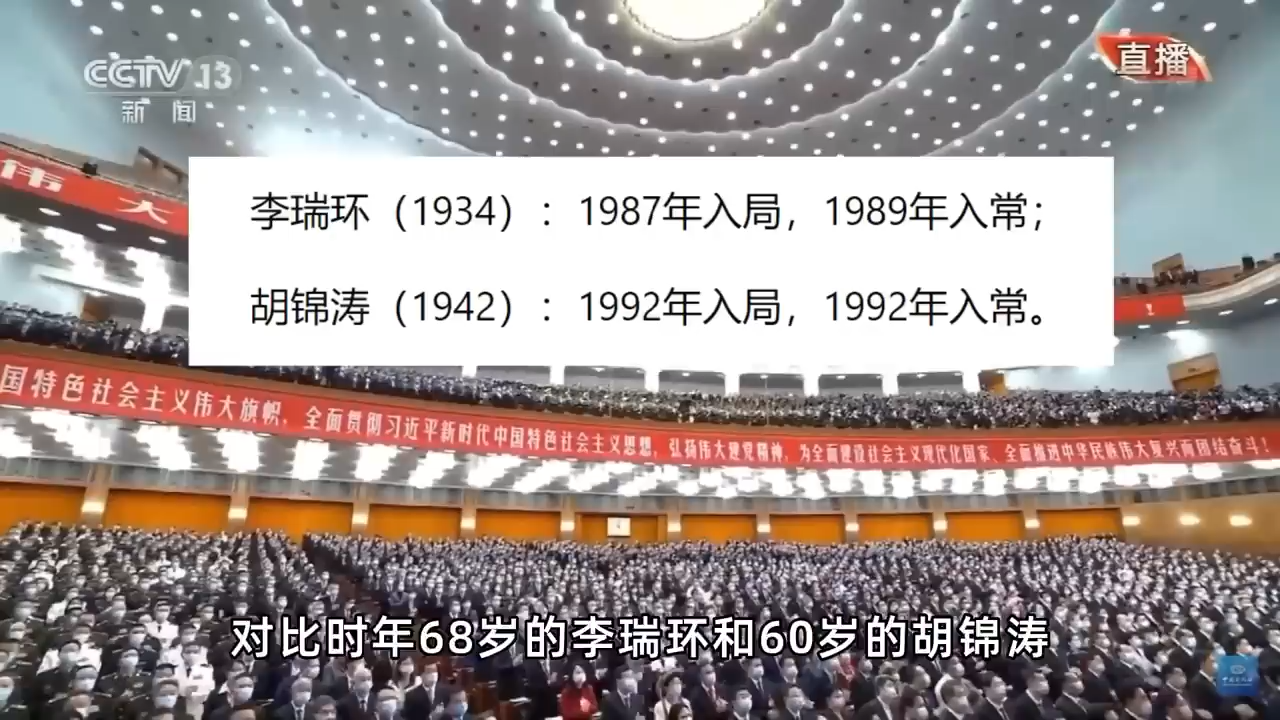 CCTV 13
新闻
直播
伟大
李瑞环（1934）：1987年入局，1989年入常；
胡锦涛（1942）：1992年入局，1992年入常。
！
国特色社会主义伟大旗帜，全面贯彻习近平新时代中国特色社会主义思想，弘扬伟大建党精神，为全面建设社会主义现代化国家、全面推进中华民族伟大复兴而团结奋斗！
对比时年68岁的李瑞环和60岁的胡锦涛